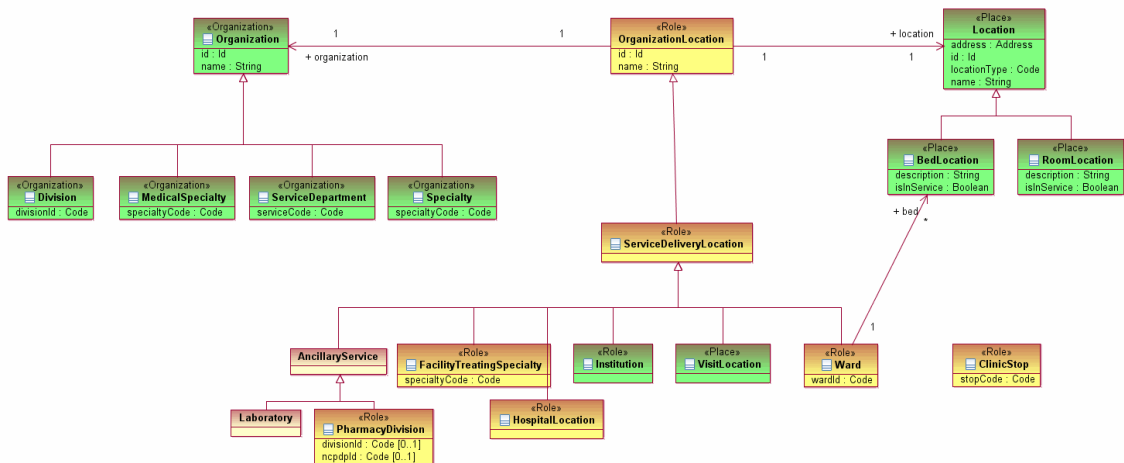 «Organization»
Organization
id : Id
name : String
1
+ organization
1
«Role»
OrganizationLocation
id : Id
name : String
1
+ location
1
«Place»
Location
address : Address
id : Id
locationType : Code
name : String
«Organization»
Division
divisionId : Code
«Organization»
MedicalSpecialty
specialtyCode : Code
«Organization»
ServiceDepartment
serviceCode : Code
«Organization»
Specialty
specialtyCode : Code
«Place»
BedLocation
description : String
isInService : Boolean
«Place»
RoomLocation
description : String
isInService : Boolean
+ bed
*
«Role»
ServiceDeliveryLocation
1
AncillaryService
«Role»
FacilityTreatingSpecialty
specialtyCode : Code
«Role»
Institution
«Place»
VisitLocation
«Role»
Ward
wardId : Code
«Role»
ClinicStop
stopCode : Code
Laboratory
«Role»
PharmacyDivision
divisionId : Code [0..1]
ncpdpId : Code [0..1]
«Role»
HospitalLocation